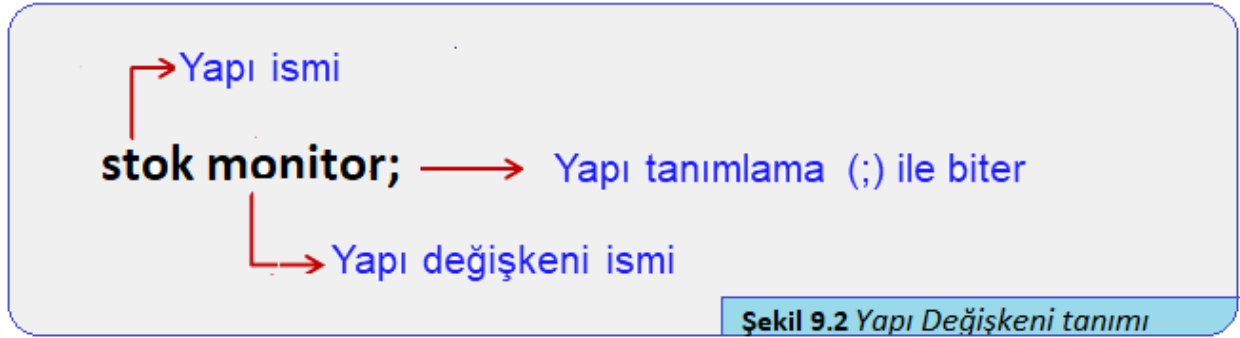 Yapı ismi
stok monitor; Yapı tanımlama (;) ile biter
Yapı değişkeni ismi
Şekil 9.2 Yapı Değişkeni tanımı